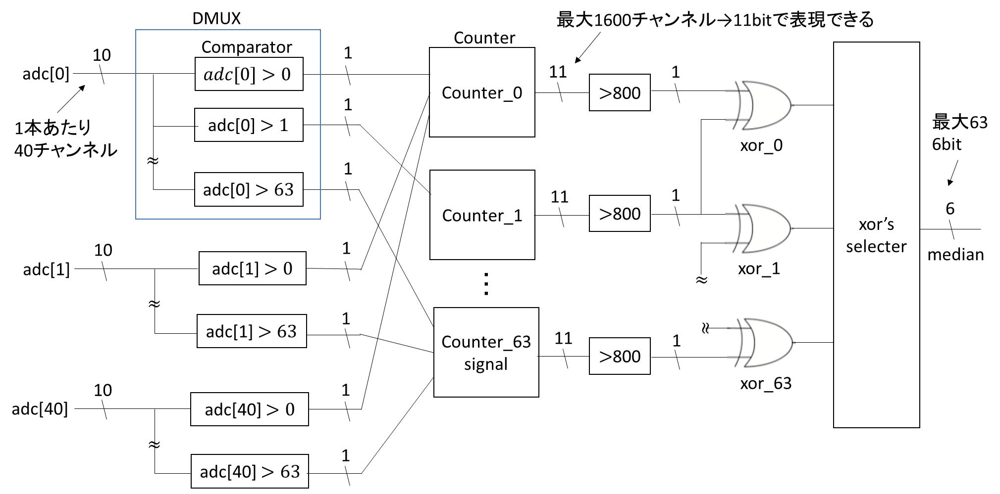 DMUX
最大1600チャンネル→11bitで表現できる
Counter
Comparator
adc[0]
10
adc[0] > 0
1
1本あたり
40チャンネル
adc[0] > 1
1
≈
adc[0] > 63
1
adc[1]
10
adc[1] > 0
1
≈
adc[1] > 63
1
adc[40]
10
adc[40] > 0
1
≈
adc[40] > 63
1
Counter_0
11
>800
1
xor_0
Counter_1
11
>800
1
xor_1
≈
⋮
Counter_63
signal
11
>800
1
≈
xor_63
xor's
selecter
最大63
6bit
6
median